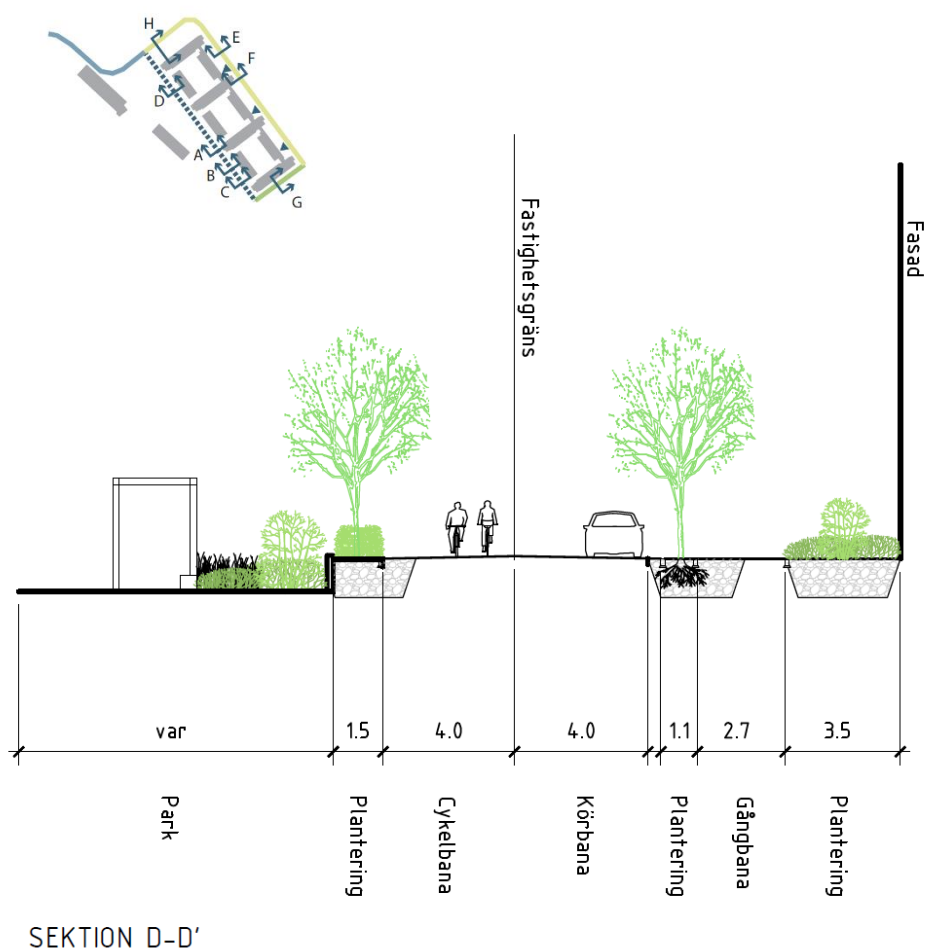 H
E
F
D
A
B
C
G
Fastighetsgräns
Fasad
var
1.5
4.0
4.0
1.1
2.7
3.5
Park
Plantering
Cykelbana
Körbana
Plantering
Gångbana
Plantering
SEKTION D-D'